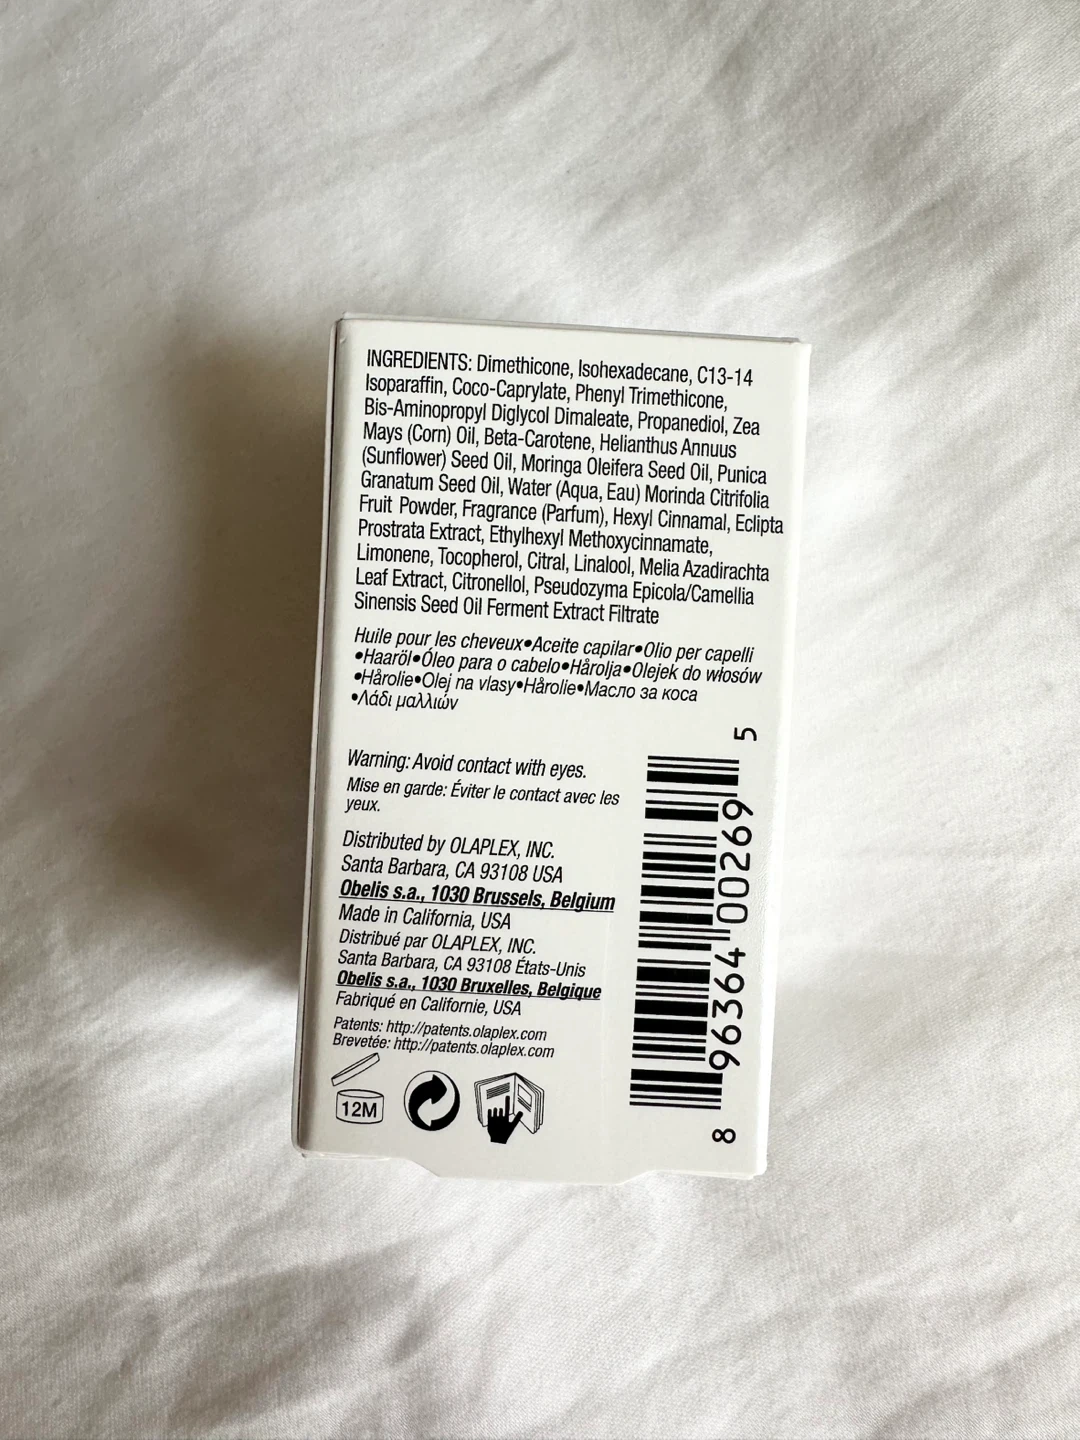 INGREDIENTS: Dimethicone, Isohexadecane, C13-14
Isoparaffin, Coco-Caprylate, Phenyl Trimethicone,
Bis-Aminopropyl Diglycol Dimaleate, Propanediol, Zea
Mays (Corn) Oil, Beta-Carotene, Helianthus Annuus
(Sunflower) Seed Oil, Moringa Oleifera Seed Oil, Punica
Granatum Seed Oil, Water (Aqua, Eau) Morinda Citrifolia
Fruit Powder, Fragrance (Parfum), Hexyl Cinnamal, Eclipta
Prostrata Extract, Ethylhexyl Methoxycinnamate,
Limonene, Tocopherol, Citral, Linalool, Melia Azadirachta
Leaf Extract, Citronellol, Pseudozyma Epicola/Camellia
Sinensis Seed Oil Ferment Extract Filtrate
Huile pour les cheveux•Aceite capilar•Olio per capelli
•Haaröl•Óleo para o cabelo•Hårolja•Olejek do włosów
•Hårolie•Olej na vlasy•Hårolie•Масло за коса
•Λάδι μαλλιών
Warning: Avoid contact with eyes.
Mise en garde: Éviter le contact avec les
yeux.
Distributed by OLAPLEX, INC.
Santa Barbara, CA 93108 USA
Obelis s.a., 1030 Brussels, Belgium
Made in California, USA
Distribué par OLAPLEX, INC.
Santa Barbara, CA 93108 États-Unis
Obelis s.a., 1030 Bruxelles, Belgique
Fabriqué en Californie, USA
Patents: http://patents.olaplex.com
Brevetée: http://patents.olaplex.com
12M
8 96364 00269 5